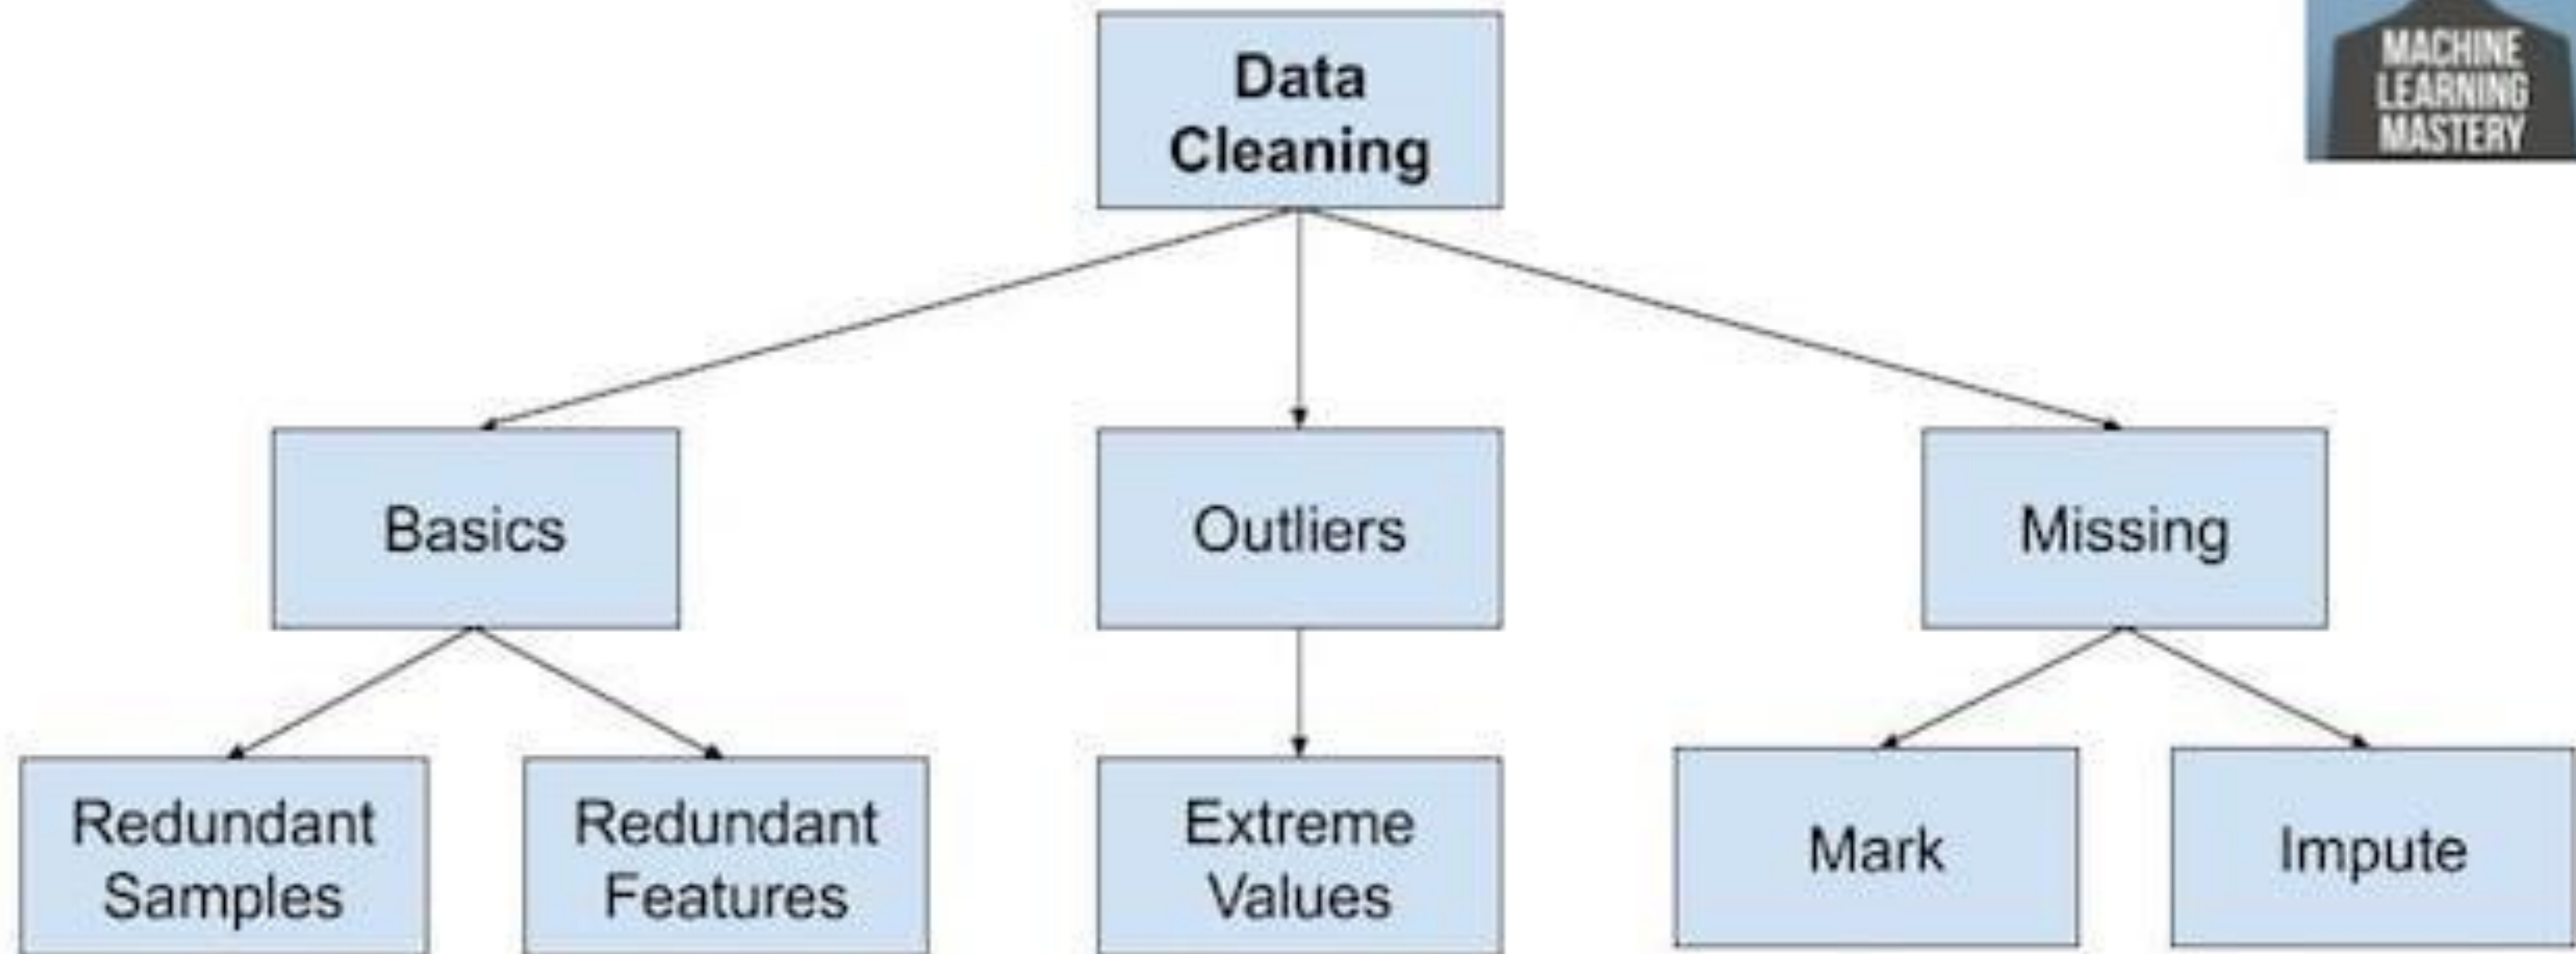 Data
Cleaning
MACHINE
LEARNING
MASTERY
Basics
Outliers
Missing
Redundant
Samples
Redundant
Features
Extreme
Values
Mark
Impute